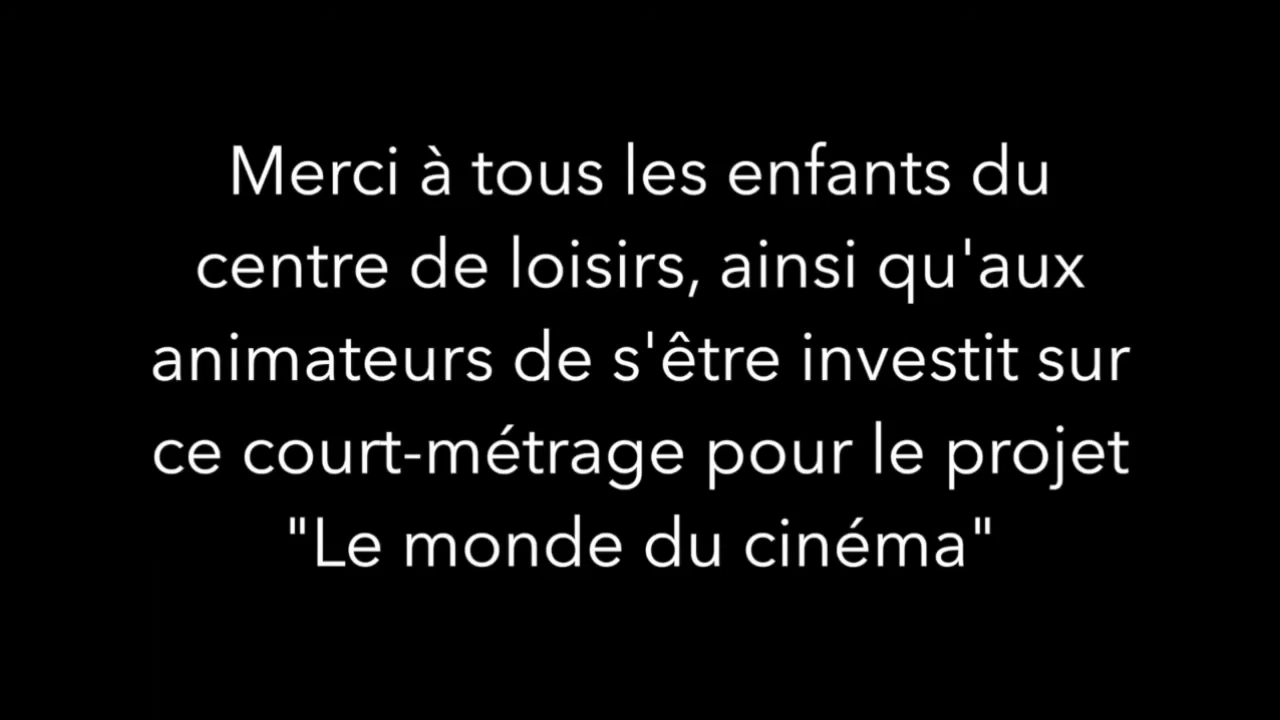 Merci à tous les enfants du
centre de loisirs, ainsi qu'aux
animateurs de s'être investit sur
ce court-métrage pour le projet
"Le monde du cinéma"